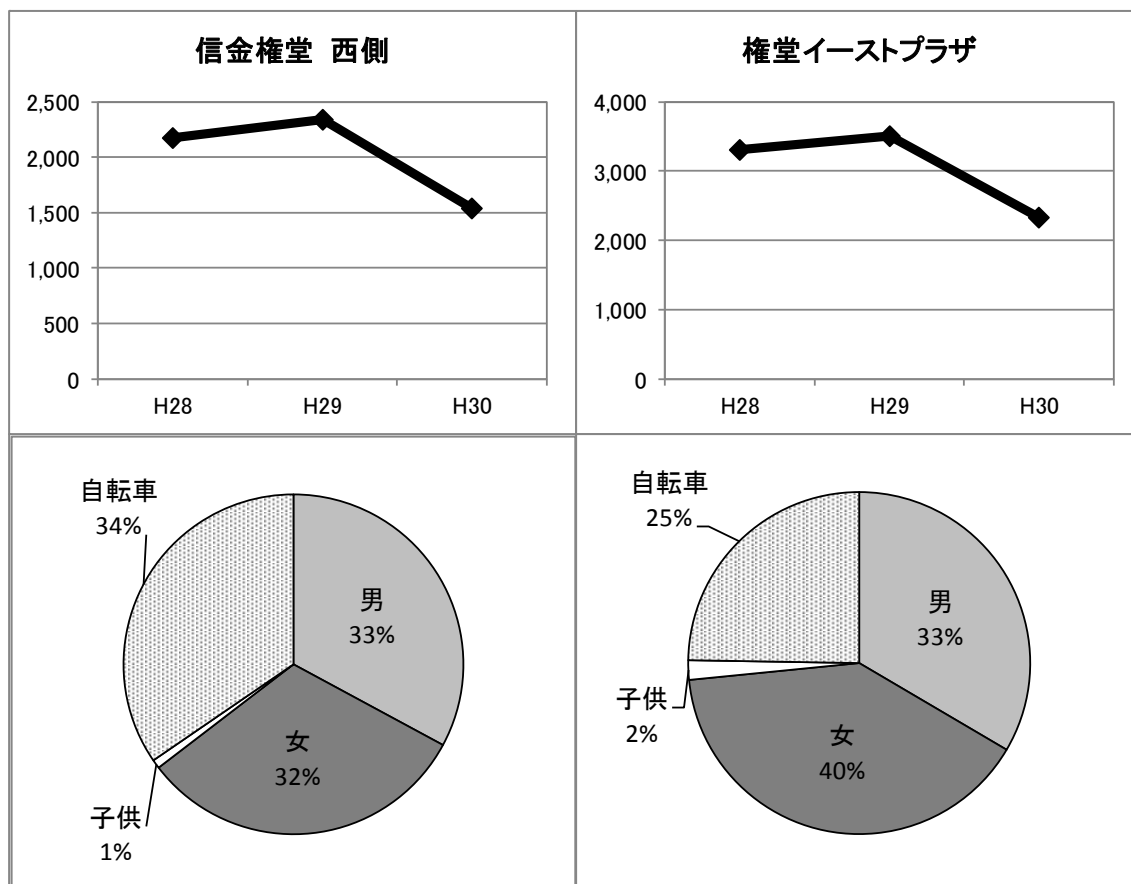 信金権堂 西側
2,500
2,000
1,500
1,000
500
0
H28 H29 H30
権堂イーストプラザ
4,000
3,000
2,000
1,000
0
H28 H29 H30
自転車
34%
男
33%
女
32%
子供
1%
自転車
25%
男
33%
子供
2%
女
40%